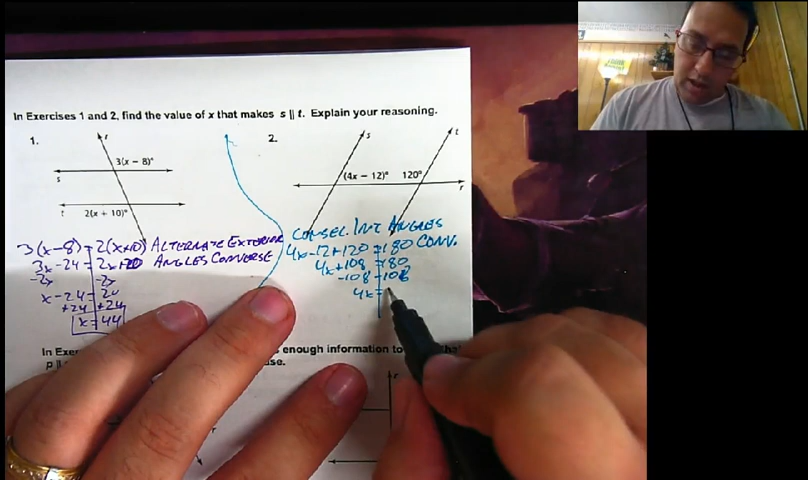 In Exercises 1 and 2, find the value of x that makes s || t. Explain your reasoning.
1.
r
3(x − 8)°
s
t
2(x + 10)°
3(x-8) = 2(x+10) ALTERNATE EXTERIOR
3x-24 = 2x+20 ANGLES CONVERSE
-2x -2x
x-24 = 20
+24 +24
x=44
2.
s
t
(4x − 12)° 120°
r
CONSEC. INT ANGLES
4x-12+120 = 180 CONV.
4x+108 = 180
-108 -108
4x =
In Exer
enough information to
p ||
use.
r